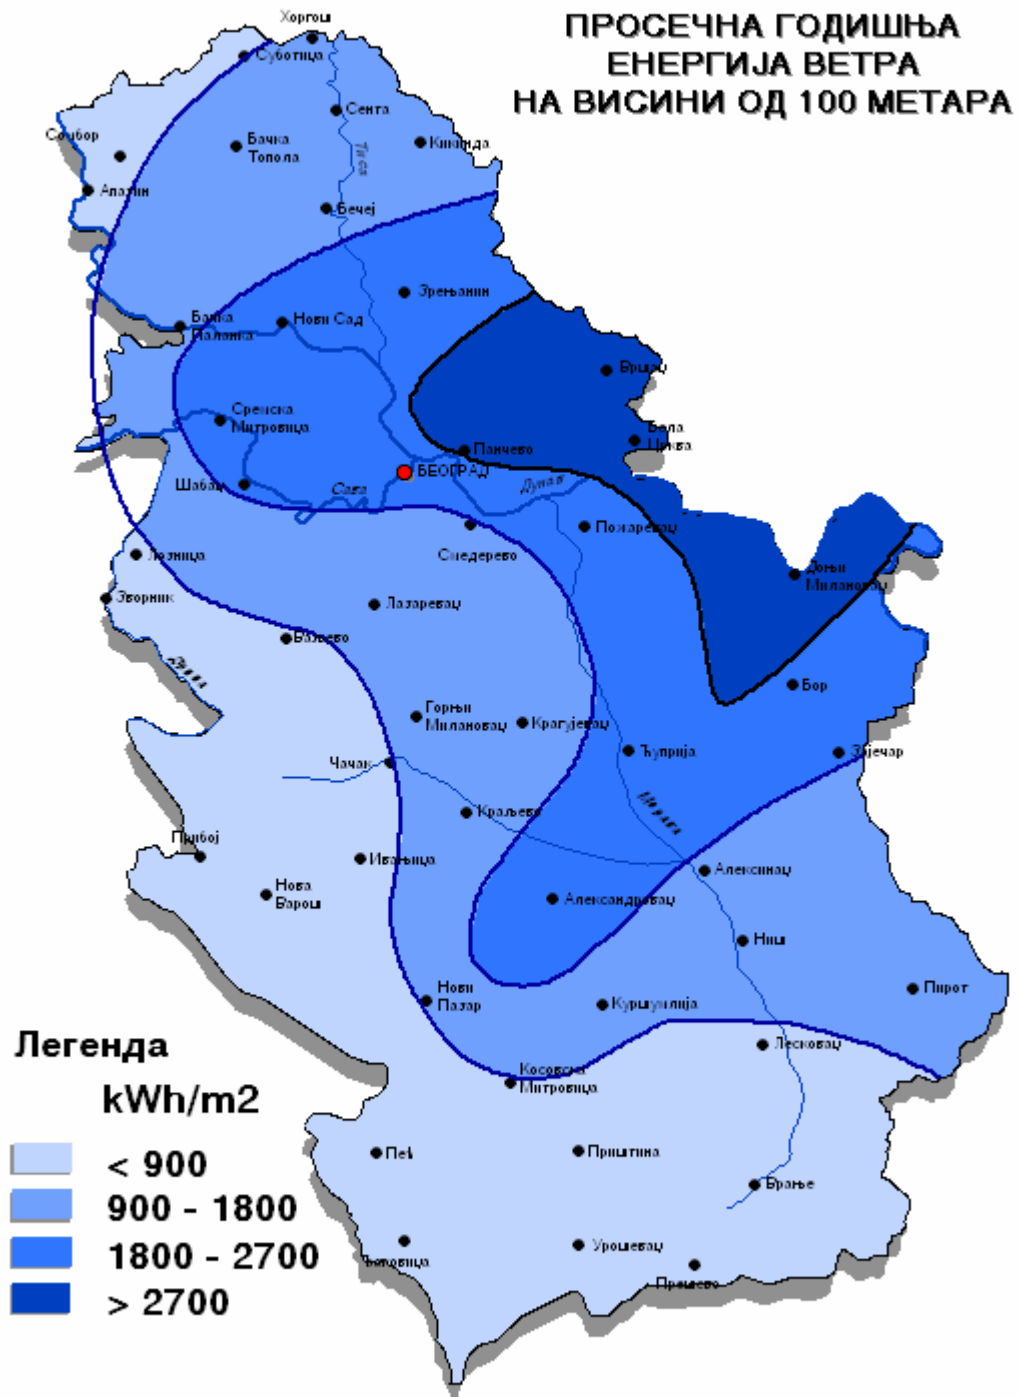 ПРОСЕЧНА ГОДИШЊА
ЕНЕРГИЈА ВЕТРА
НА ВИСИНИ ОД 100 МЕТАРА
Хоргош
Суботица
Сента
Сомбор
Бачка
Топола
Тиса
Кикинда
Апатин
Бечеј
Зрењанин
Бачка
Паланка
Нови Сад
Вршац
Сремска
Митровица
Бела
Црква
Панчево
БЕОГРАД
Шабац
Сава
Дунав
Смедерево
Пожаревац
Лозница
Доњи
Милановац
Зворник
Лазаревац
Ваљево
Дрина
Бор
Горњи
Милановац
Крагујевац
Чачак
Ћуприја
Зајечар
Краљево
Морава
Прибој
Ивањица
Алексинац
Нова
Варош
Александровац
Ниш
Нови
Пазар
Куршумлија
Пирот
Лесковац
Косовска
Митровица
Пећ
Приштина
Врање
Ђаковица
Урошевац
Прешево
Легенда
kWh/m2
< 900
900 - 1800
1800 - 2700
> 2700